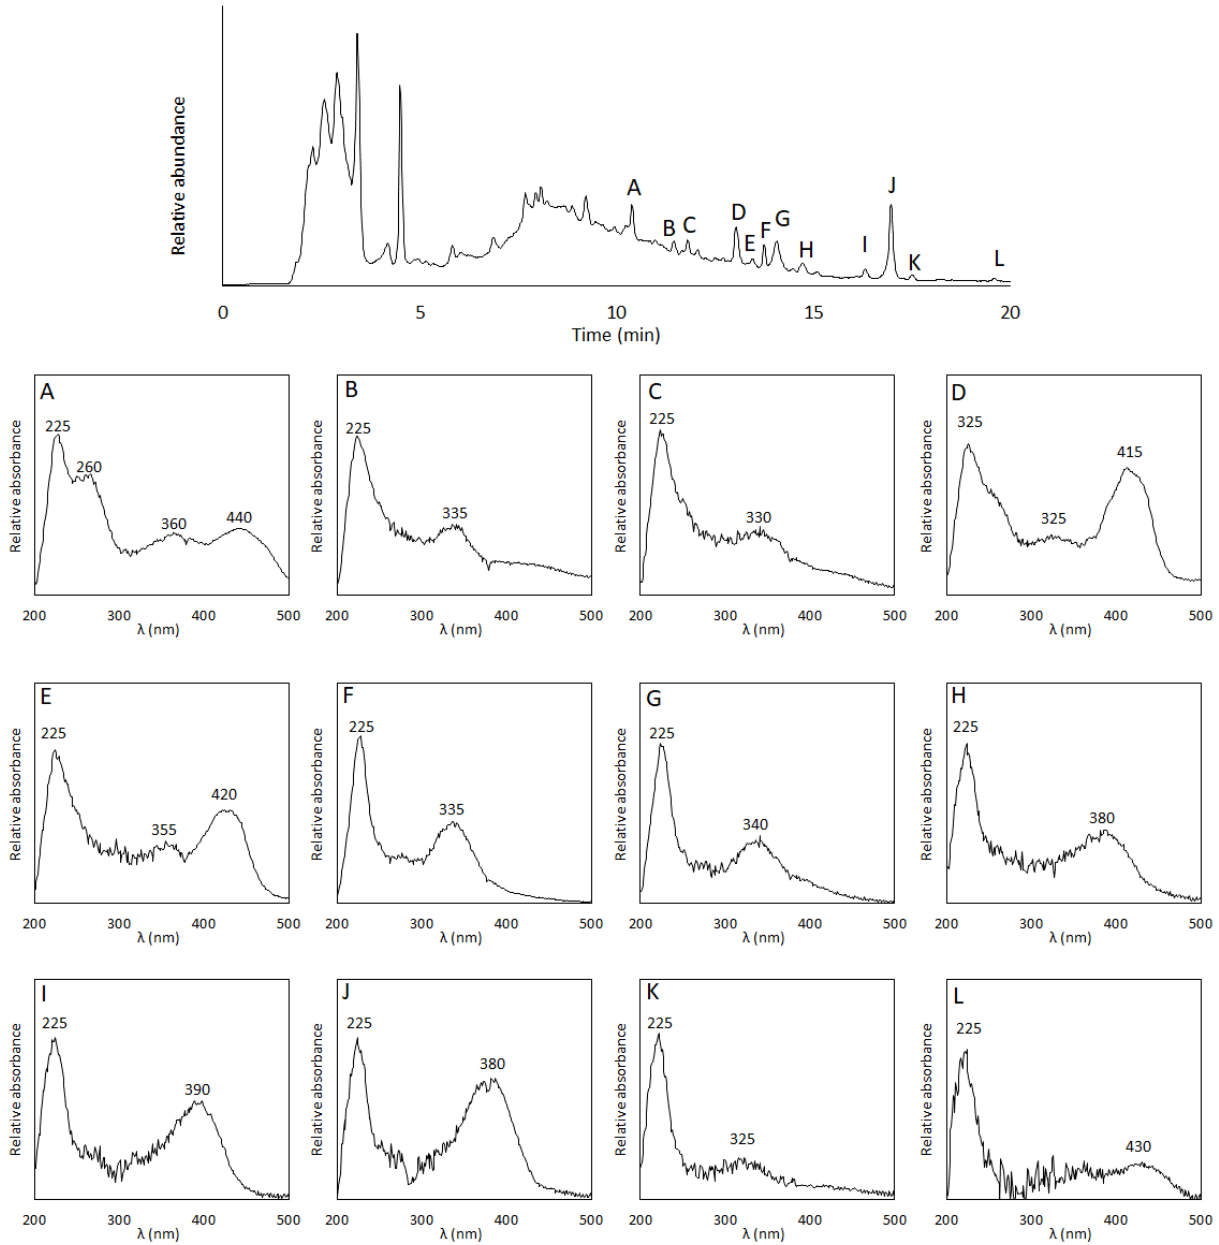 Relative abundance
A
B
C
D
E
F
G
H
I
J
K
L
0 5 10 15 20
Time (min)
A
225
260
360
440
Relative absorbance
200 300 400 500
λ (nm)
B
225
335
Relative absorbance
200 300 400 500
λ (nm)
C
225
330
Relative absorbance
200 300 400 500
λ (nm)
D
325
325
415
Relative absorbance
200 300 400 500
λ (nm)
E
225
355
420
Relative absorbance
200 300 400 500
λ (nm)
F
225
335
Relative absorbance
200 300 400 500
λ (nm)
G
225
340
Relative absorbance
200 300 400 500
λ (nm)
H
225
380
Relative absorbance
200 300 400 500
λ (nm)
I
225
390
Relative absorbance
200 300 400 500
λ (nm)
J
225
380
Relative absorbance
200 300 400 500
λ (nm)
K
225
325
Relative absorbance
200 300 400 500
λ (nm)
L
225
430
Relative absorbance
200 300 400 500
λ (nm)